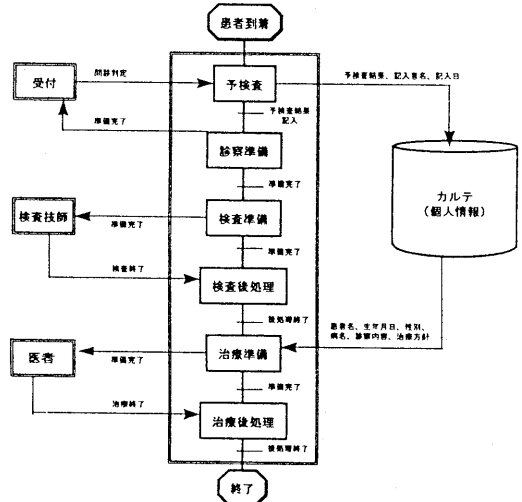 患者到着
受付
問診判定
予検査
予検査結果、記入者名、記入日
予検査結果
記入
準備完了
診察準備
準備完了
カルテ
(個人情報)
検査技師
準備完了
検査準備
準備完了
検査終了
検査後処理
後処理終了
患者名、生年月日、性別、
病名、診察内容、治療方針
医者
準備完了
治療準備
準備完了
治療終了
治療後処理
後処理終了
終了